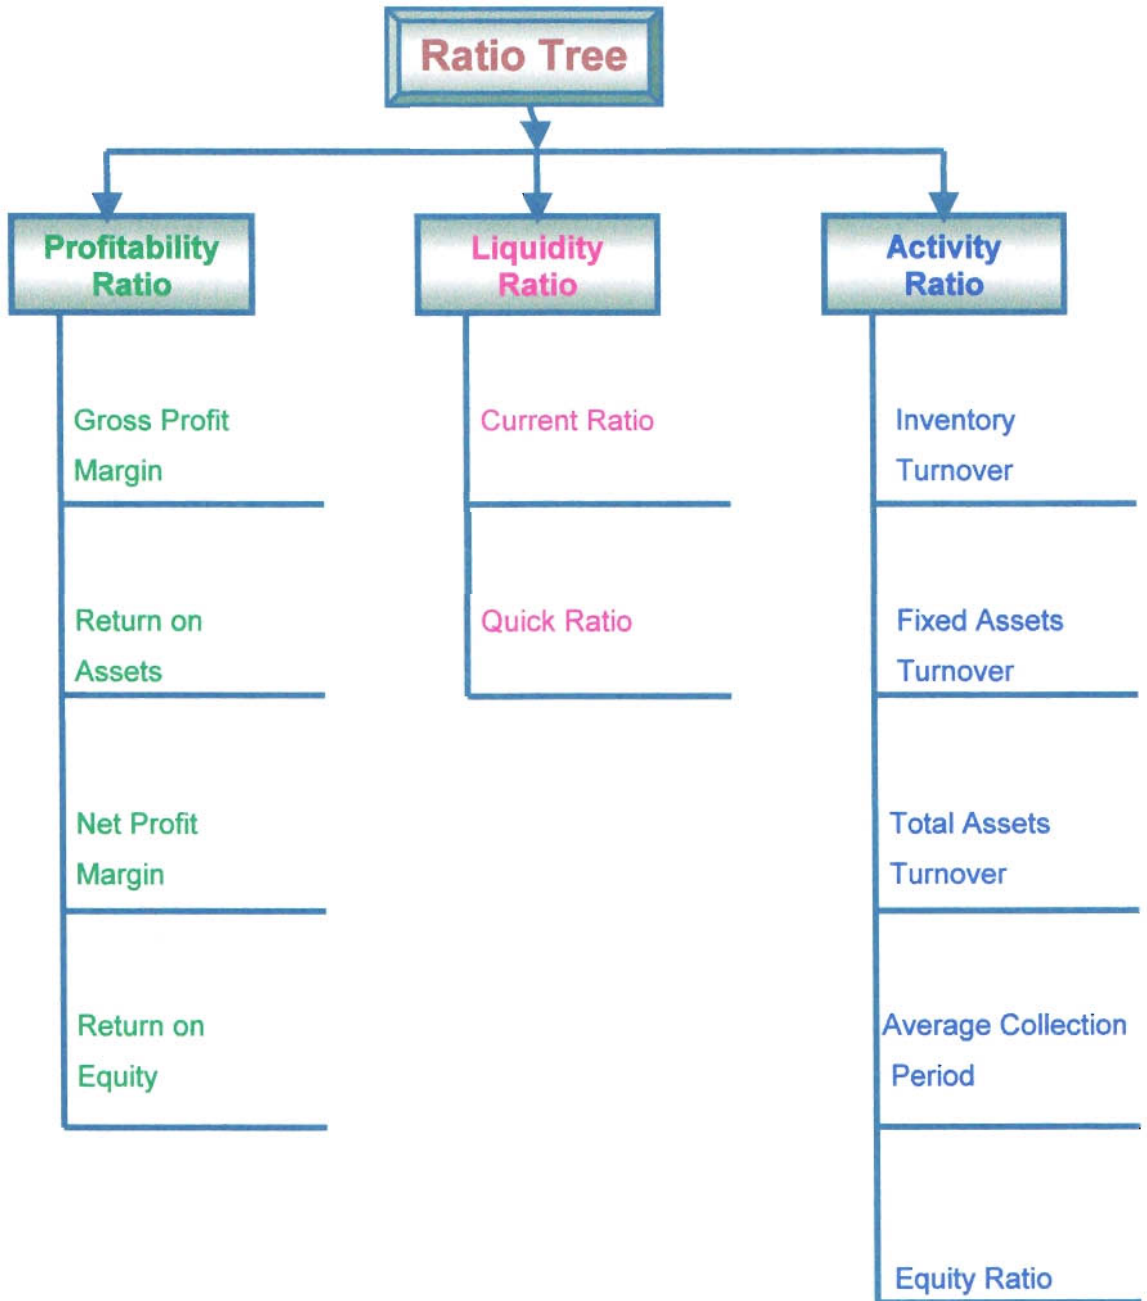 Ratio Tree
Profitability
Ratio
Gross Profit
Margin
Return on
Assets
Net Profit
Margin
Return on
Equity
Liquidity
Ratio
Current Ratio
Quick Ratio
Activity
Ratio
Inventory
Turnover
Fixed Assets
Turnover
Total Assets
Turnover
Average Collection
Period
Equity Ratio